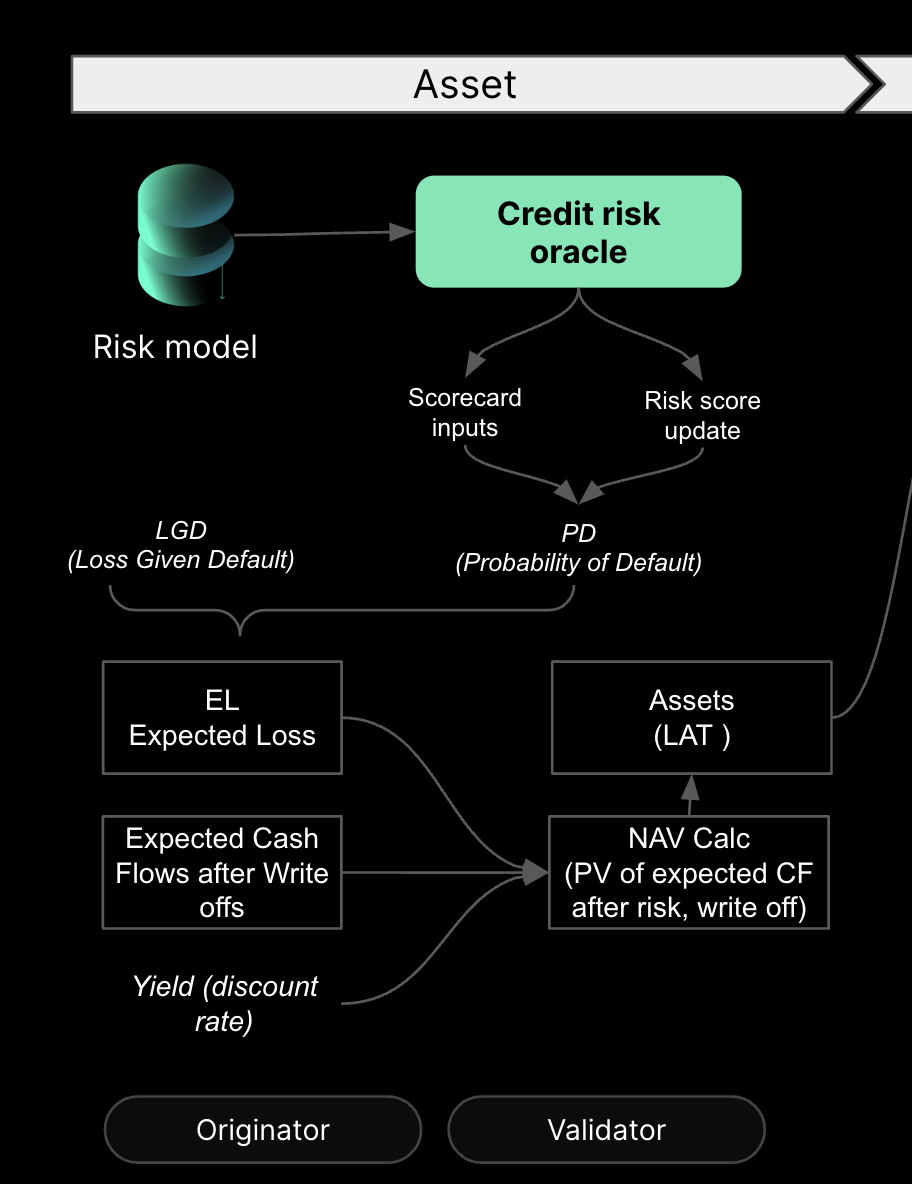 Asset
Credit risk
oracle
Risk model
Scorecard
inputs
Risk score
update
LGD
(Loss Given Default)
PD
(Probability of Default)
EL
Expected Loss
Assets
(LAT )
Expected Cash
Flows after Write
offs
NAV Calc
(PV of expected CF
after risk, write off)
Yield (discount
rate)
Originator
Validator